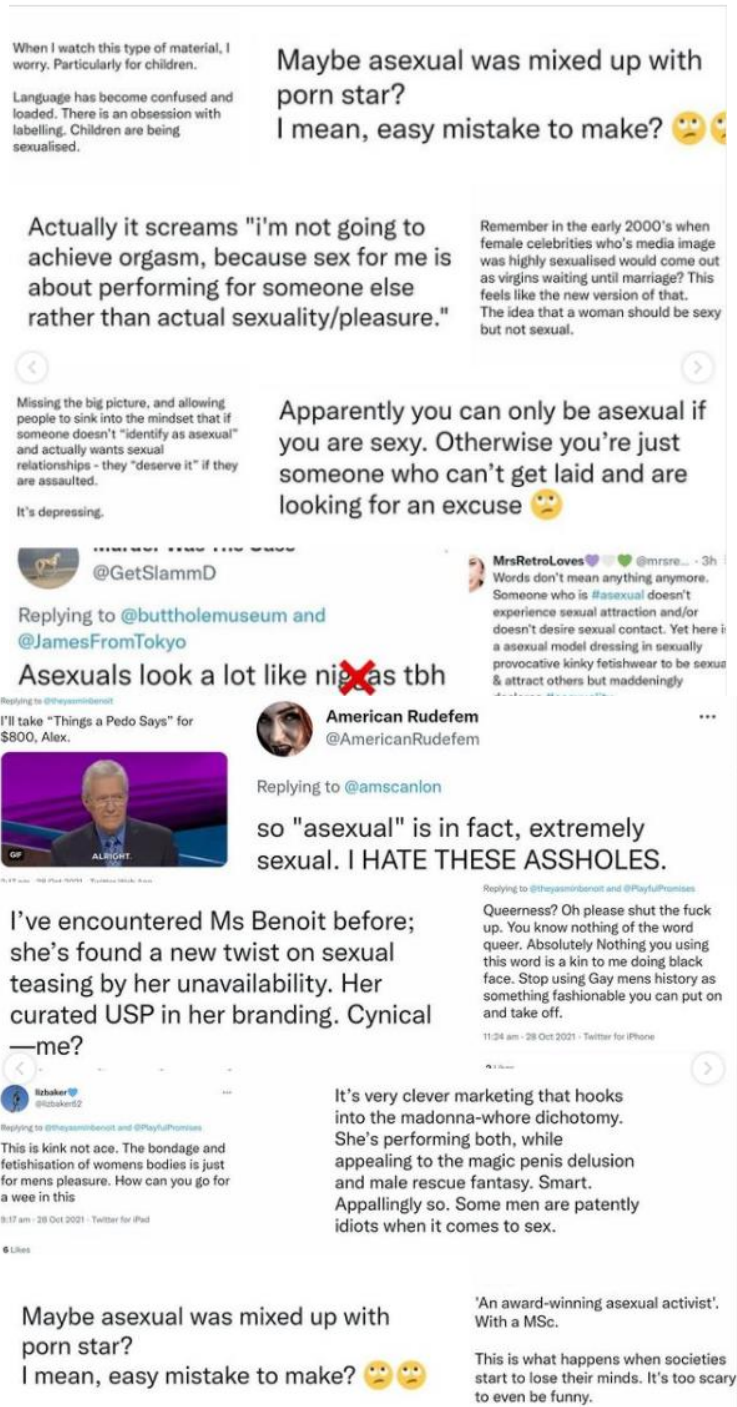 When I watch this type of material, I
worry. Particularly for children.
Language has become confused and
loaded. There is an obsession with
labelling. Children are being
sexualised.
Maybe asexual was mixed up with
porn star?
I mean, easy mistake to make? 🙄🙄
Actually it screams "i'm not going to
achieve orgasm, because sex for me is
about performing for someone else
rather than actual sexuality/pleasure."
Remember in the early 2000's when
female celebrities who's media image
was highly sexualised would come out
as virgins waiting until marriage? This
feels like the new version of that.
The idea that a woman should be sexy
but not sexual.
Missing the big picture, and allowing
people to sink into the mindset that if
someone doesn't "identify as asexual"
and actually wants sexual
relationships - they "deserve it" if they
are assaulted.
It's depressing.
Apparently you can only be asexual if
you are sexy. Otherwise you're just
someone who can't get laid and are
looking for an excuse 🙄
@GetSlammD
Replying to @buttholemuseum and
@JamesFromTokyo
Asexuals look a lot like tbh
MrsRetroLoves💜🤍💚 @mrsre... · 3h
Words don't mean anything anymore.
Someone who is #asexual doesn't
experience sexual attraction and/or
doesn't desire sexual contact. Yet here
a asexual model dressing in sexually
provocative kinky fetishwear to be
& attract others but maddeningly
Replying to @theyasminbenoit
I'll take "Things a Pedo Says" for
$800, Alex.
GIF
ALRIGHT.
American Rudefem
@AmericanRudefem
Replying to @amscanlon
so "asexual" is in fact, extremely
sexual. I HATE THESE ASSHOLES.
I've encountered Ms Benoit before;
she's found a new twist on sexual
teasing by her unavailability. Her
curated USP in her branding. Cynical
—me?
Replying to @theyasminbenoit and @PlayfulPromises
Queerness? Oh please shut the fuck
up. You know nothing of the word
queer. Absolutely Nothing you using
this word is a kin to me doing black
face. Stop using Gay mens history as
something fashionable you can put on
and take off.
11:24 am · 28 Oct 2021 · Twitter for iPhone
lizbaker💙
@lizbaker62
Replying to @theyasminbenoit and @PlayfulPromises
This is kink not ace. The bondage and
fetishisation of womens bodies is just
for mens pleasure. How can you go for
a wee in this
9:17 am · 28 Oct 2021 · Twitter for iPad
6 Likes
It's very clever marketing that hooks
into the madonna-whore dichotomy.
She's performing both, while
appealing to the magic penis delusion
and male rescue fantasy. Smart.
Appallingly so. Some men are patently
idiots when it comes to sex.
Maybe asexual was mixed up with
porn star?
I mean, easy mistake to make? 🙄🙄
'An award-winning asexual activist'.
With a MSc.
This is what happens when societies
start to lose their minds. It's too scary
to even be funny.